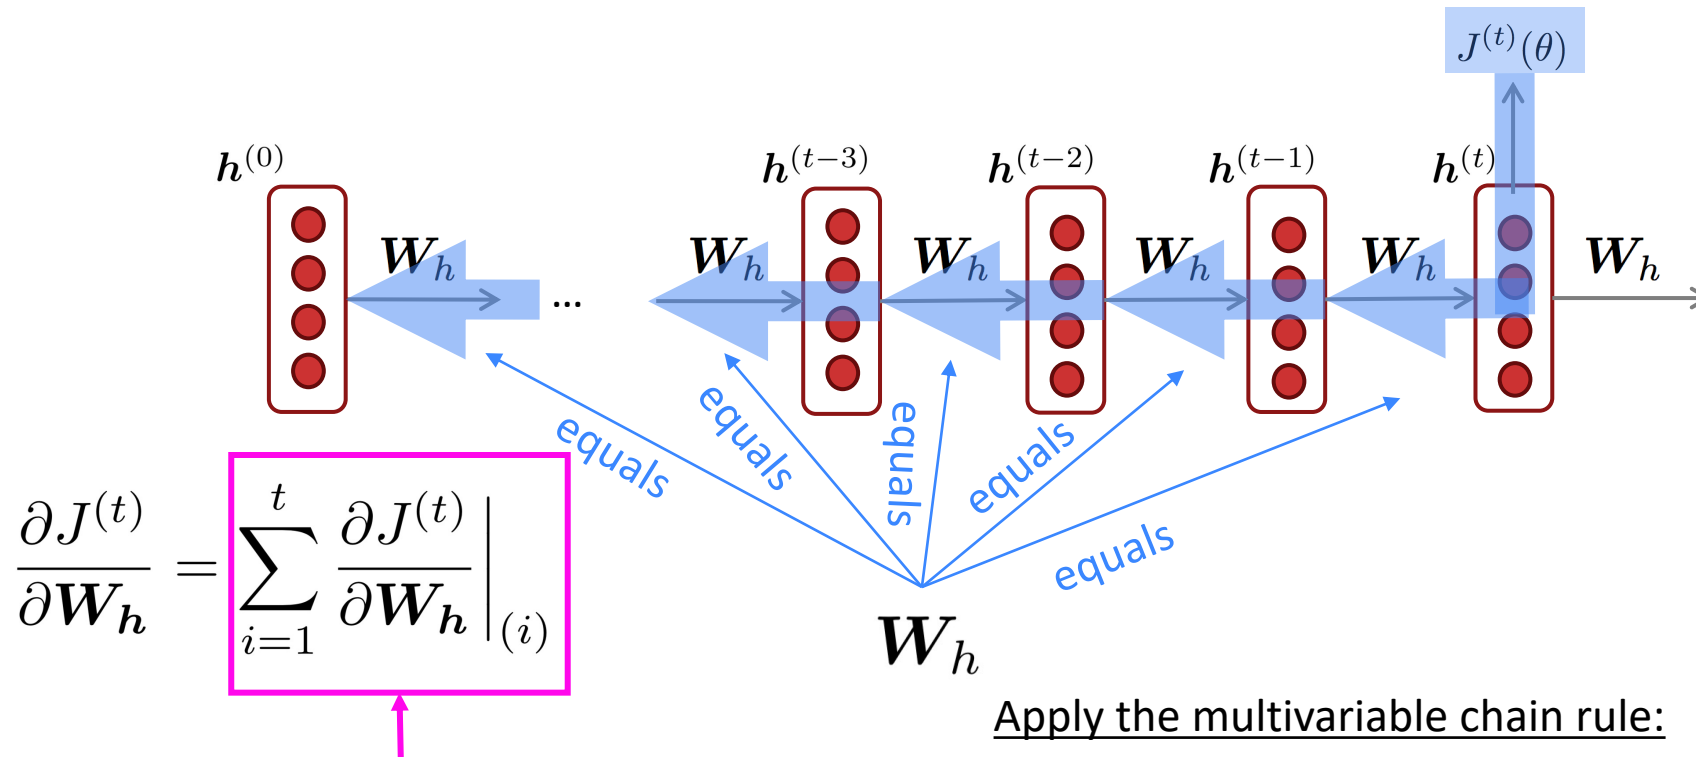 J^{(t)}(θ)
h^{(0)} h^{(t−3)} h^{(t−2)} h^{(t−1)} h^{(t)}
W_h ... W_h W_h W_h W_h W_h
equals equals equals equals equals
∂J^{(t)}/∂W_h = ∑_{i=1}^{t} ∂J^{(t)}/∂W_h |_{(i)}
W_h
Apply the multivariable chain rule: